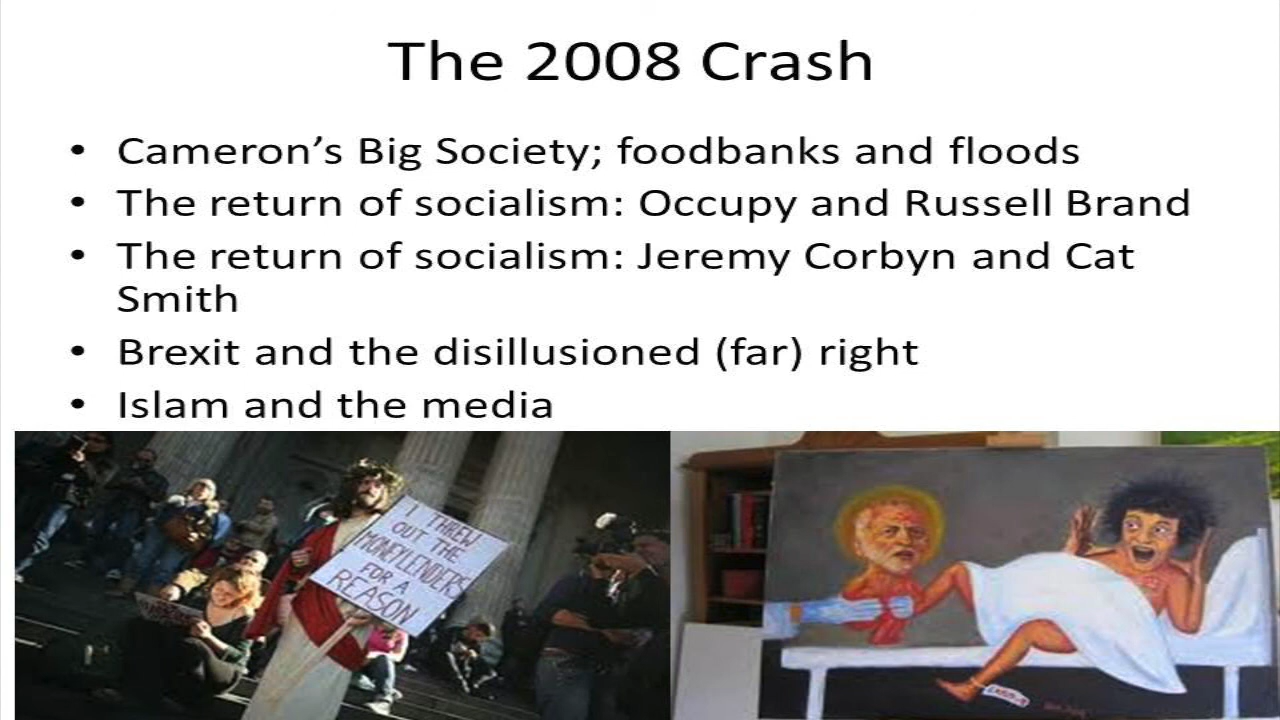 The 2008 Crash
• Cameron’s Big Society; foodbanks and floods
• The return of socialism: Occupy and Russell Brand
• The return of socialism: Jeremy Corbyn and Cat
Smith
• Brexit and the disillusioned (far) right
• Islam and the media
I THREW
OUT THE
MONEYLENDERS
FOR A
REASON